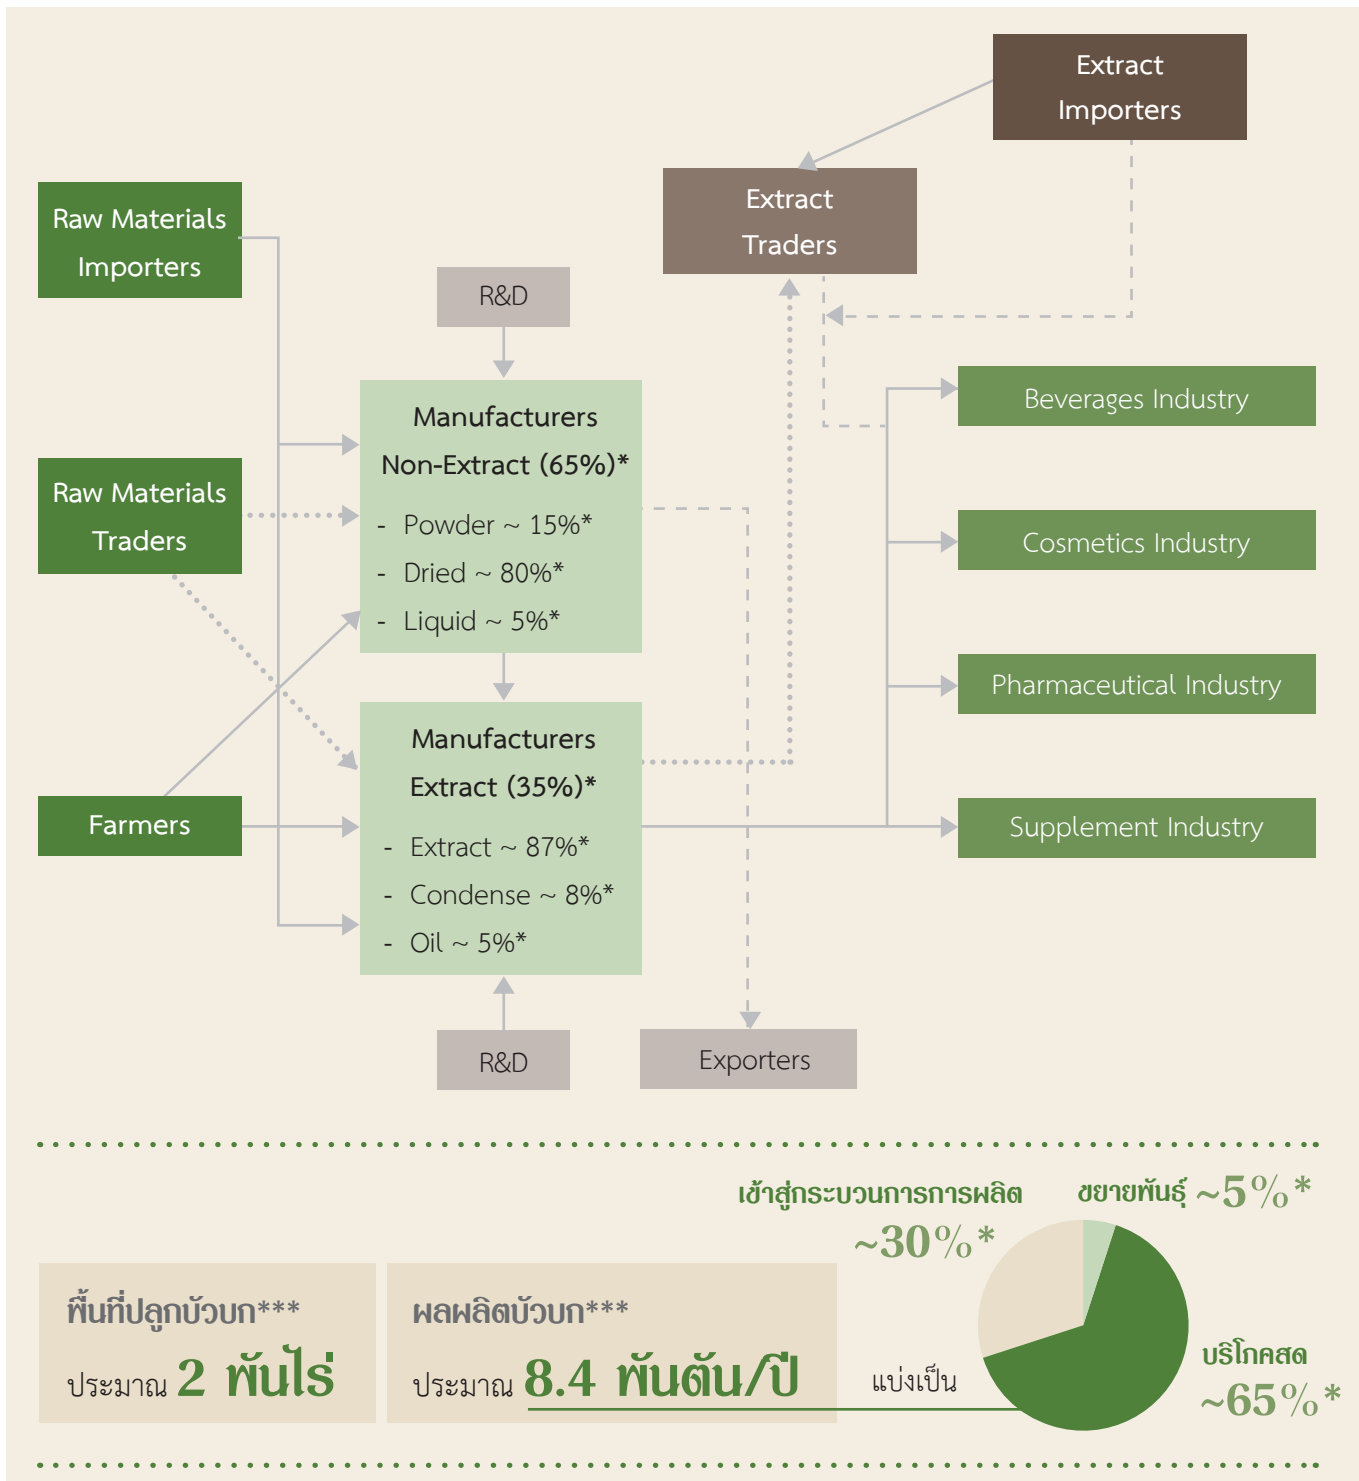 Extract
Importers
Extract
Traders
Raw Materials
Importers
R&D
Manufacturers
Non-Extract (65%)*
- Powder ~ 15%*
- Dried ~ 80%*
- Liquid ~ 5%*
Beverages Industry
Raw Materials
Traders
Cosmetics Industry
Pharmaceutical Industry
Manufacturers
Extract (35%)*
- Extract ~ 87%*
- Condense ~ 8%*
- Oil ~ 5%*
Farmers
Supplement Industry
R&D
Exporters
เข้าสู่กระบวนการการผลิต
~30%*
ขยายพันธุ์ ~5%*
พื้นที่ปลูกบัวบก***
ประมาณ 2 พันไร่
ผลผลิตบัวบก***
ประมาณ 8.4 พันตัน/ปี
แบ่งเป็น
บริโภคสด
~65%*